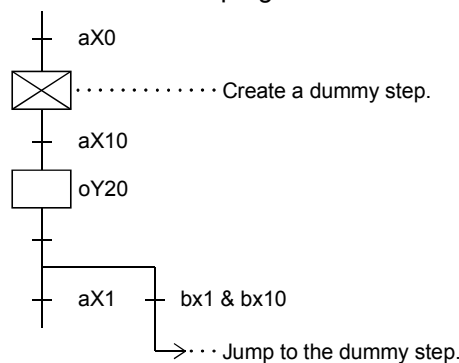 aX0
Create a dummy step.
aX10
oY20
aX1
bx1 & bx10
Jump to the dummy step.